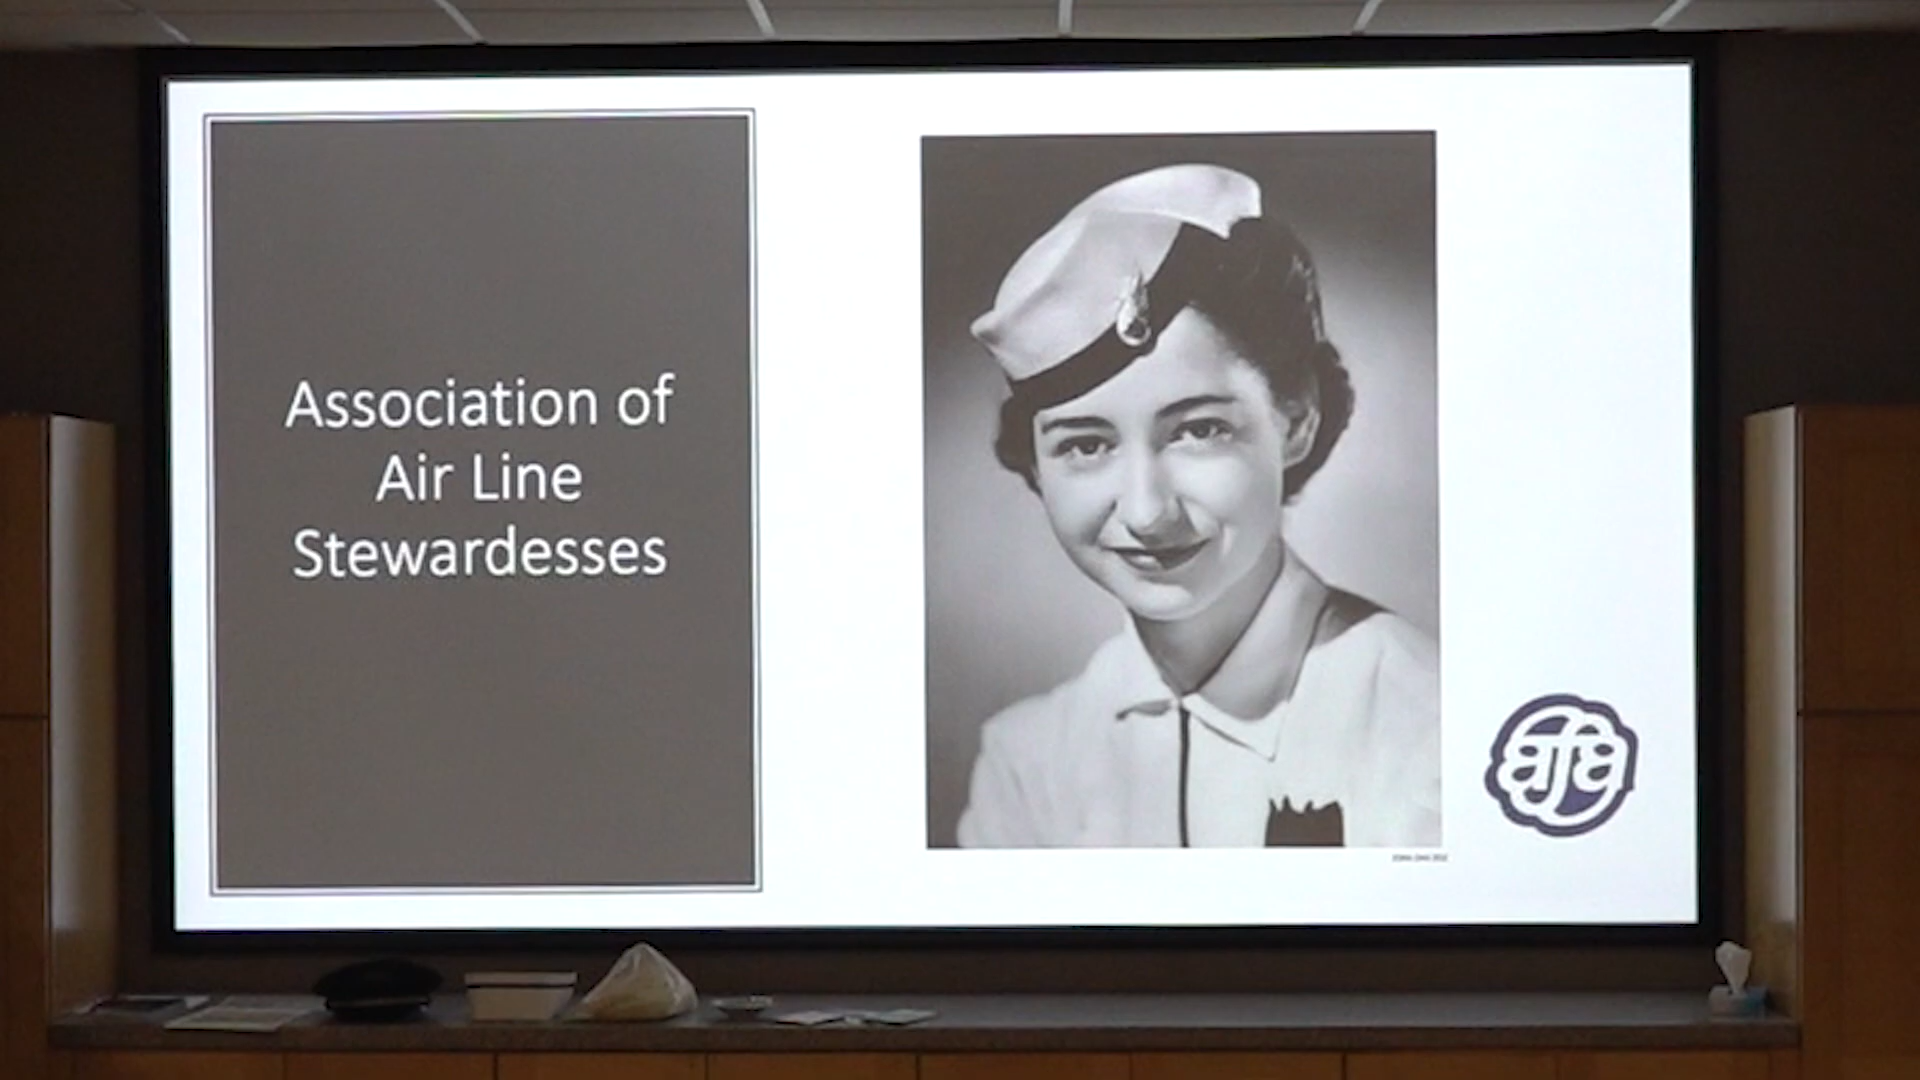 Association of
Air Line
Stewardesses
afa